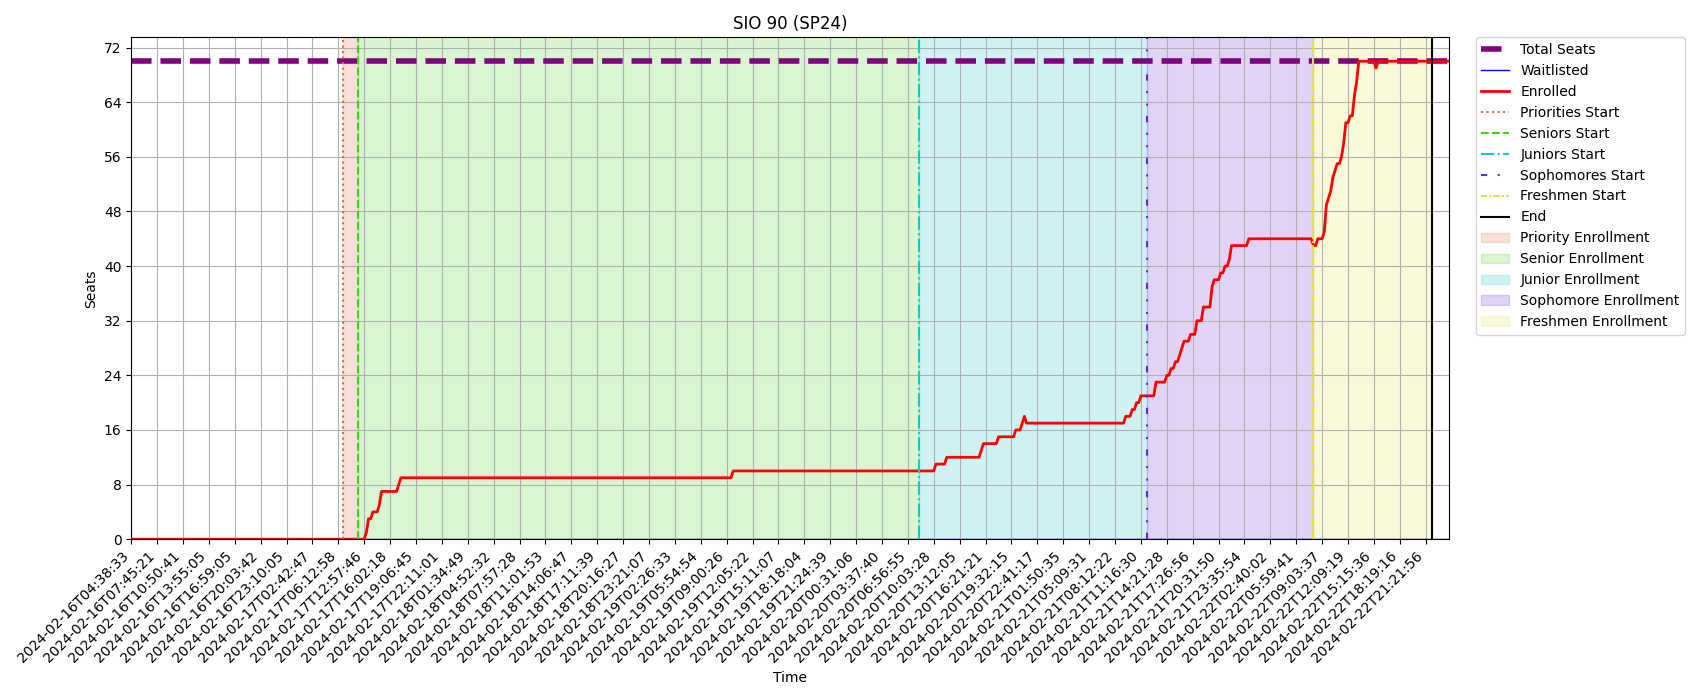 SIO 90 (SP24)
72
64
56
48
40
32
24
16
8
0
Seats
2024-02-16T04:38:33
2024-02-16T07:45:21
2024-02-16T10:50:41
2024-02-16T13:55:05
2024-02-16T16:59:05
2024-02-16T20:03:42
2024-02-16T23:10:05
2024-02-17T02:42:47
2024-02-17T06:12:58
2024-02-17T12:57:46
2024-02-17T16:02:18
2024-02-17T19:06:45
2024-02-17T22:11:01
2024-02-18T01:34:49
2024-02-18T04:52:32
2024-02-18T07:57:28
2024-02-18T11:01:53
2024-02-18T14:06:47
2024-02-18T17:11:39
2024-02-18T20:16:27
2024-02-18T23:21:07
2024-02-19T02:26:33
2024-02-19T05:54:54
2024-02-19T09:00:26
2024-02-19T12:05:22
2024-02-19T15:11:07
2024-02-19T18:18:04
2024-02-19T21:24:39
2024-02-20T00:31:06
2024-02-20T03:37:40
2024-02-20T06:56:55
2024-02-20T10:03:28
2024-02-20T13:12:05
2024-02-20T16:21:21
2024-02-20T19:32:15
2024-02-20T22:41:17
2024-02-21T01:50:35
2024-02-21T05:09:31
2024-02-21T08:12:22
2024-02-21T11:16:30
2024-02-21T14:21:28
2024-02-21T17:26:56
2024-02-21T20:31:50
2024-02-21T23:35:54
2024-02-22T02:40:02
2024-02-22T05:59:41
2024-02-22T09:03:37
2024-02-22T12:09:19
2024-02-22T15:15:36
2024-02-22T18:19:16
2024-02-22T21:21:56
Time
Total Seats
Waitlisted
Enrolled
Priorities Start
Seniors Start
Juniors Start
Sophomores Start
Freshmen Start
End
Priority Enrollment
Senior Enrollment
Junior Enrollment
Sophomore Enrollment
Freshmen Enrollment